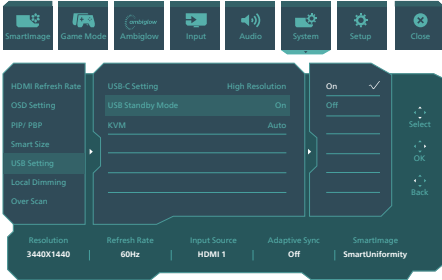 ambiglow
SmartImage Game Mode Ambiglow Input Audio System Setup Close
HDMI Refresh Rate USB-C Setting High Resolution On
OSD Setting USB Standby Mode On Off
PIP/ PBP KVM Auto
Select
Smart Size
USB Setting OK
Local Dimming
Over Scan Back
Resolution Refresh Rate Input Source Adaptive Sync SmartImage
3440X1440 60Hz HDMI 1 Off SmartUniformity